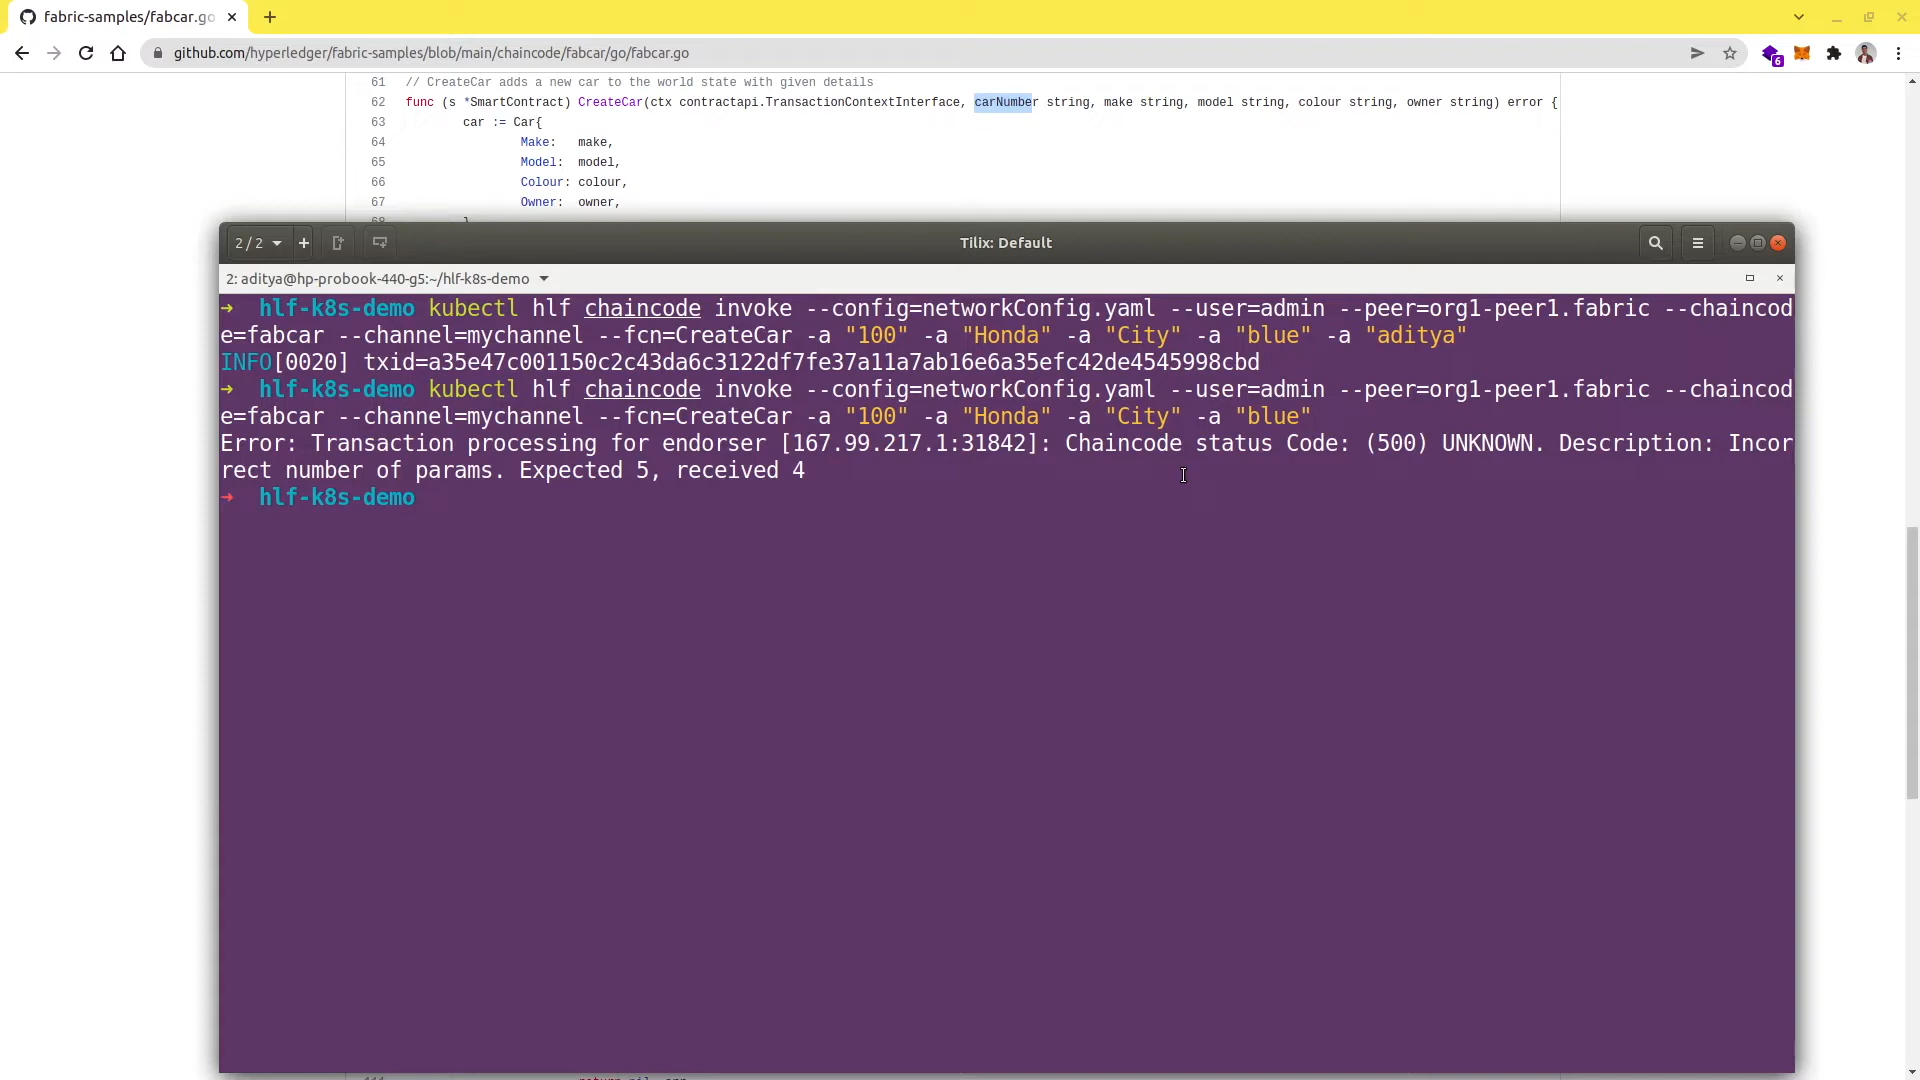 fabric-samples/fabcar.go
github.com/hyperledger/fabric-samples/blob/main/chaincode/fabcar/go/fabcar.go
6
61 // CreateCar adds a new car to the world state with given details
62 func (s *SmartContract) CreateCar(ctx contractapi.TransactionContextInterface, carNumber string, make string, model string, colour string, owner string) error {
63 car := Car{
64 Make: make,
65 Model: model,
66 Colour: colour,
67 Owner: owner,
68 }
2 / 2
Tilix: Default
2: aditya@hp-probook-440-g5:~/hlf-k8s-demo
➜ hlf-k8s-demo kubectl hlf chaincode invoke --config=networkConfig.yaml --user=admin --peer=org1-peer1.fabric --chaincod
e=fabcar --channel=mychannel --fcn=CreateCar -a "100" -a "Honda" -a "City" -a "blue" -a "aditya"
INFO[0020] txid=a35e47c001150c2c43da6c3122df7fe37a11a7ab16e6a35efc42de4545998cbd
➜ hlf-k8s-demo kubectl hlf chaincode invoke --config=networkConfig.yaml --user=admin --peer=org1-peer1.fabric --chaincod
e=fabcar --channel=mychannel --fcn=CreateCar -a "100" -a "Honda" -a "City" -a "blue"
Error: Transaction processing for endorser [167.99.217.1:31842]: Chaincode status Code: (500) UNKNOWN. Description: Incor
rect number of params. Expected 5, received 4
➜ hlf-k8s-demo